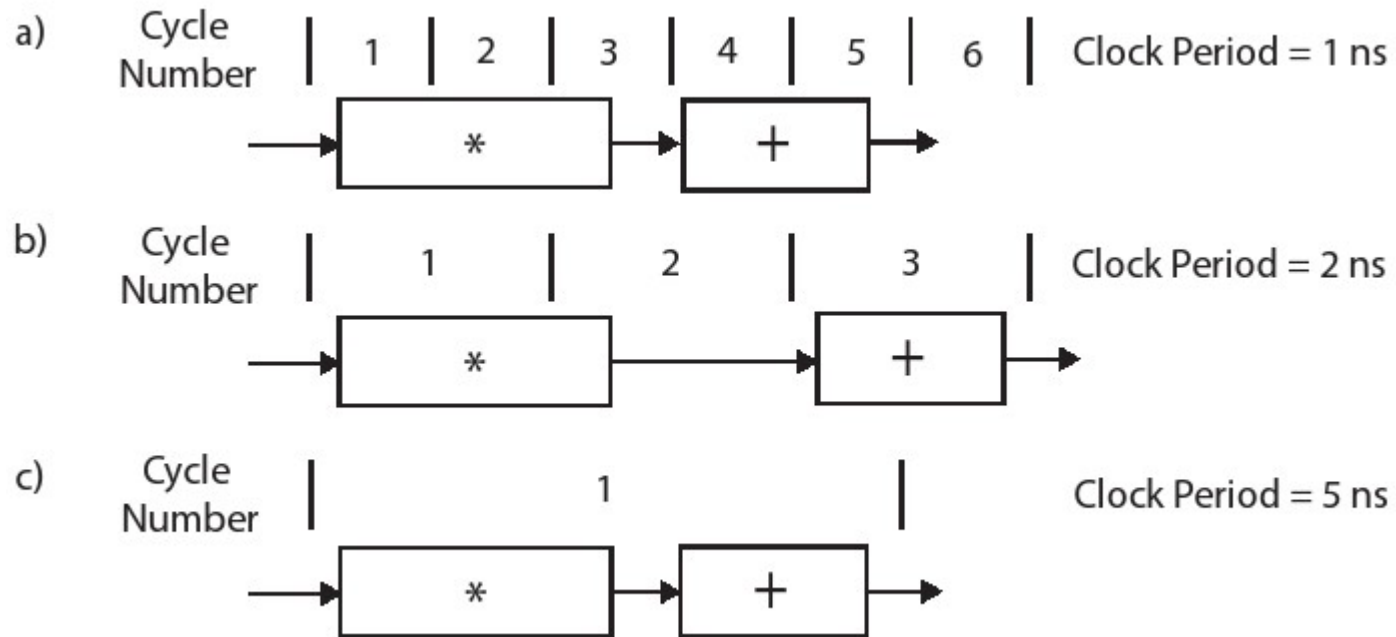 a) Cycle Number 1 2 3 4 5 6 Clock Period = 1 ns
* +
b) Cycle Number 1 2 3 Clock Period = 2 ns
* +
c) Cycle Number 1 Clock Period = 5 ns
* +